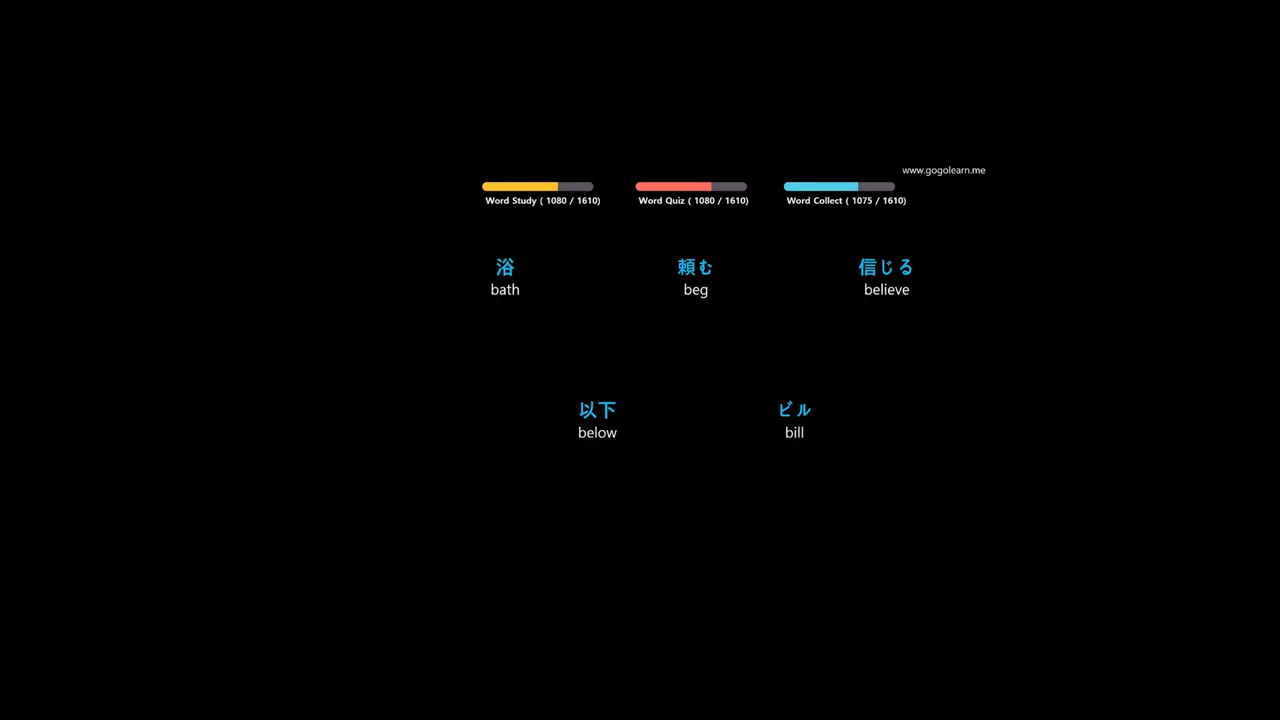 www.gogolearn.me
Word Study ( 1080 / 1610)
Word Quiz ( 1080 / 1610)
Word Collect ( 1075 / 1610)
浴
bath
頼む
beg
信じる
believe
以下
below
ビル
bill